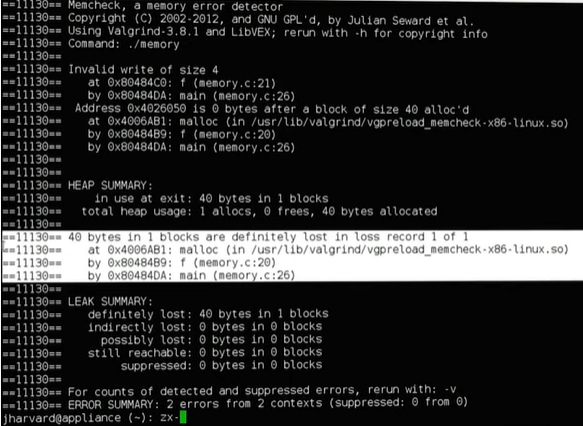 ==11130== Memcheck, a memory error detector
==11130== Copyright (C) 2002-2012, and GNU GPL'd, by Julian Seward et al.
==11130== Using Valgrind-3.8.1 and LibVEX; rerun with -h for copyright info
==11130== Command: ./memory
==11130==
==11130== Invalid write of size 4
==11130==    at 0x80484C0: f (memory.c:21)
==11130==    by 0x80484DA: main (memory.c:26)
==11130==  Address 0x4026050 is 0 bytes after a block of size 40 alloc'd
==11130==    at 0x4006AB1: malloc (in /usr/lib/valgrind/vgpreload_memcheck-x86-linux.so)
==11130==    by 0x80484B9: f (memory.c:20)
==11130==    by 0x80484DA: main (memory.c:26)
==11130==
==11130==
==11130== HEAP SUMMARY:
==11130==     in use at exit: 40 bytes in 1 blocks
==11130==   total heap usage: 1 allocs, 0 frees, 40 bytes allocated
==11130==
==11130== 40 bytes in 1 blocks are definitely lost in loss record 1 of 1
==11130==    at 0x4006AB1: malloc (in /usr/lib/valgrind/vgpreload_memcheck-x86-linux.so)
==11130==    by 0x80484B9: f (memory.c:20)
==11130==    by 0x80484DA: main (memory.c:26)
==11130==
==11130== LEAK SUMMARY:
==11130==    definitely lost: 40 bytes in 1 blocks
==11130==    indirectly lost: 0 bytes in 0 blocks
==11130==      possibly lost: 0 bytes in 0 blocks
==11130==    still reachable: 0 bytes in 0 blocks
==11130==         suppressed: 0 bytes in 0 blocks
==11130==
==11130== For counts of detected and suppressed errors, rerun with: -v
==11130== ERROR SUMMARY: 2 errors from 2 contexts (suppressed: 0 from 0)
jharvard@appliance (~): zx-